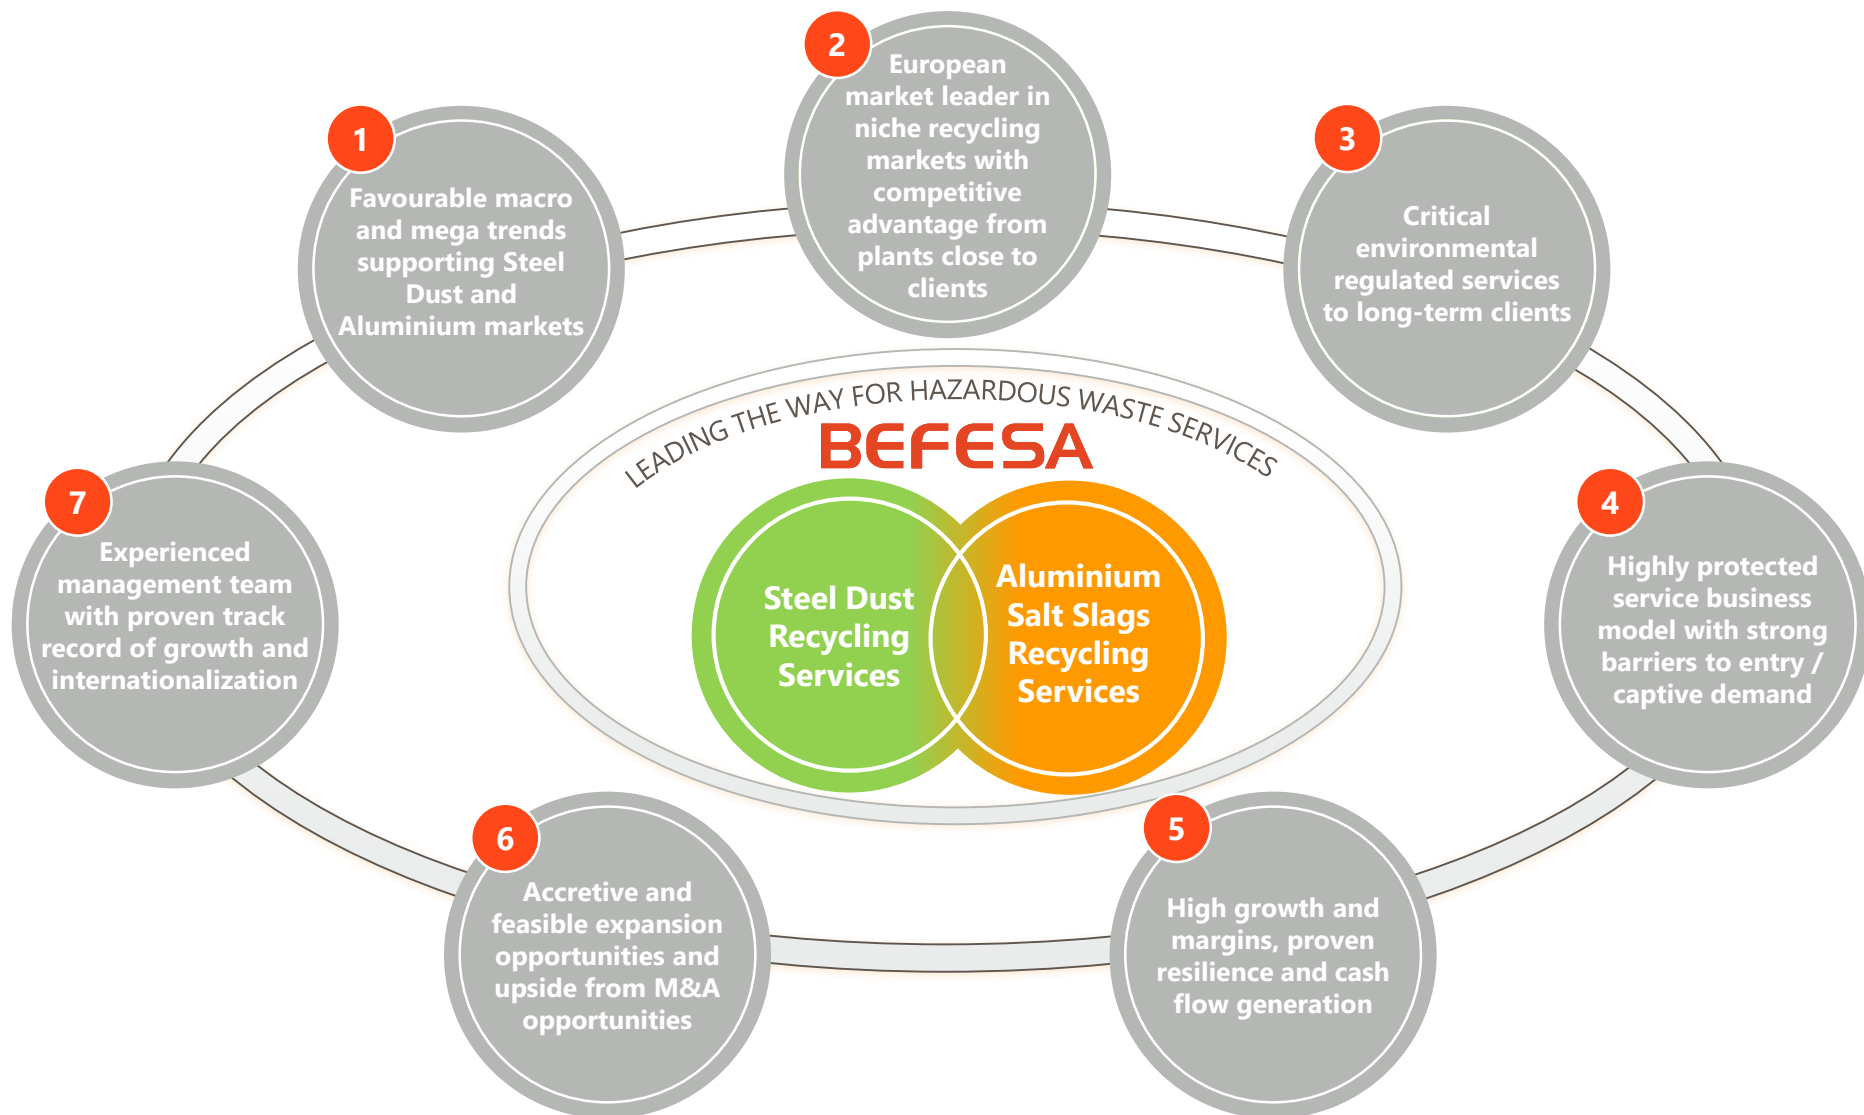 1
Favourable macro
and mega trends
supporting Steel
Dust and
Aluminium markets
2
European
market leader in
niche recycling
markets with
competitive
advantage from
plants close to
clients
3
Critical
environmental
regulated services
to long-term clients
4
Highly protected
service business
model with strong
barriers to entry /
captive demand
5
High growth and
margins, proven
resilience and cash
flow generation
6
Accretive and
feasible expansion
opportunities and
upside from M&A
opportunities
7
Experienced
management team
with proven track
record of growth and
internationalization
LEADING THE WAY FOR HAZARDOUS WASTE SERVICES
BEFESA
Steel Dust
Recycling
Services
Aluminium
Salt Slags
Recycling
Services